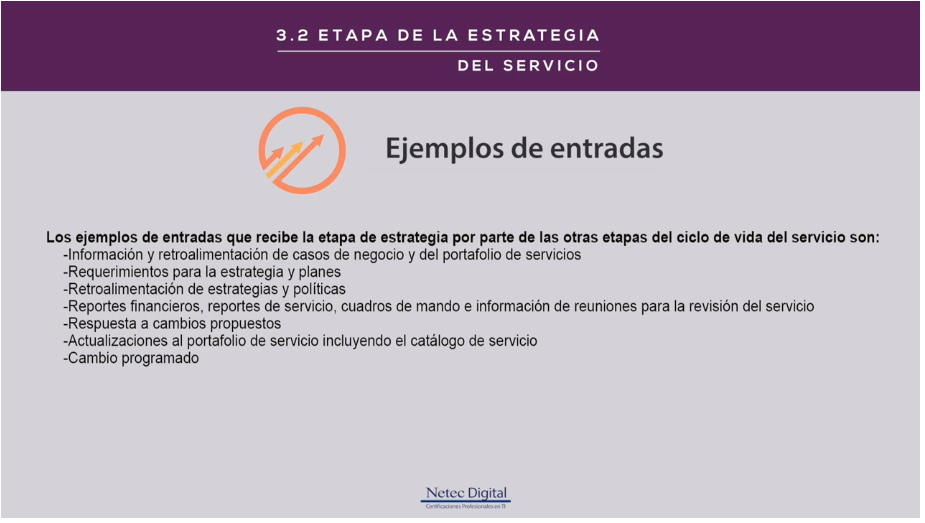 3.2 ETAPA DE LA ESTRATEGIA
DEL SERVICIO
Ejemplos de entradas
Los ejemplos de entradas que recibe la etapa de estrategia por parte de las otras etapas del ciclo de vida del servicio son:
-Información y retroalimentación de casos de negocio y del portafolio de servicios
-Requerimientos para la estrategia y planes
-Retroalimentación de estrategias y políticas
-Reportes financieros, reportes de servicio, cuadros de mando e información de reuniones para la revisión del servicio
-Respuesta a cambios propuestos
-Actualizaciones al portafolio de servicio incluyendo el catálogo de servicio
-Cambio programado
Netec Digital
Certificaciones Profesionales en TI